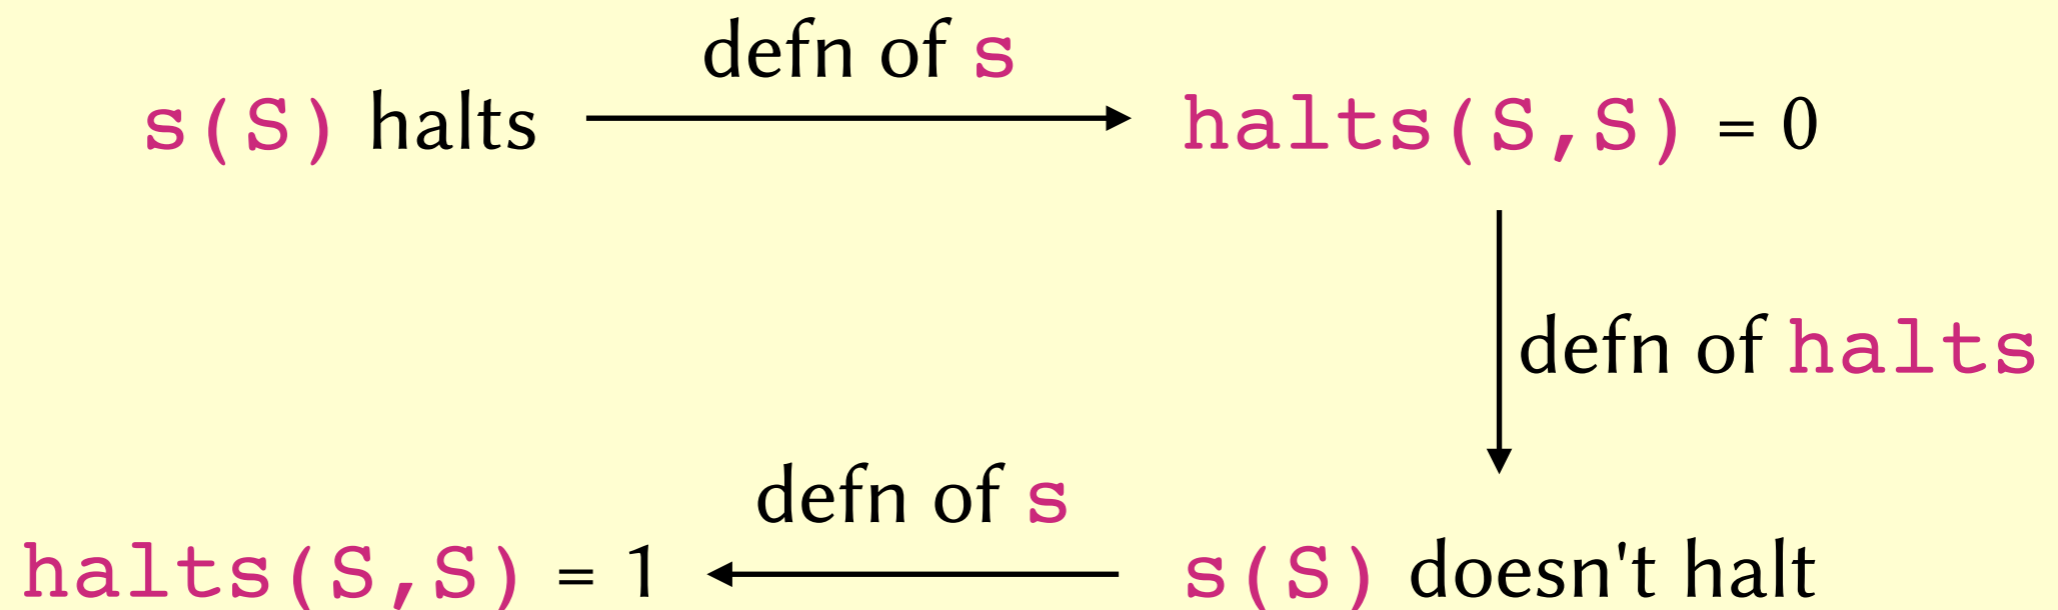 defn of s
s(S) halts
halts(S,S) = 0
defn of halts
defn of s
halts(S,S) = 1
s(S) doesn't halt